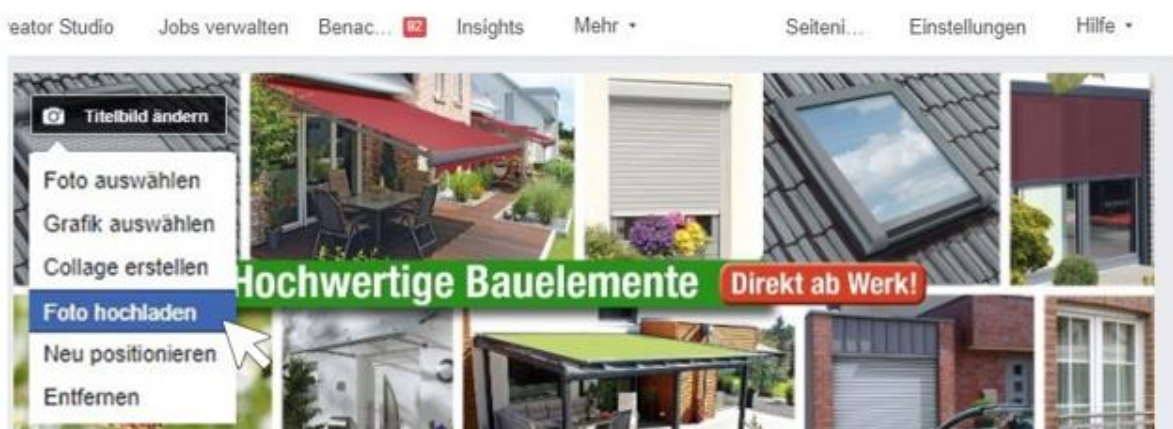 eator Studio Jobs verwalten Benac... 92 Insights Mehr Seiteni... Einstellungen Hilfe
Titelbild ändern
Foto auswählen
Grafik auswählen
Collage erstellen
Foto hochladen
Neu positionieren
Entfernen
Hochwertige Bauelemente Direkt ab Werk!